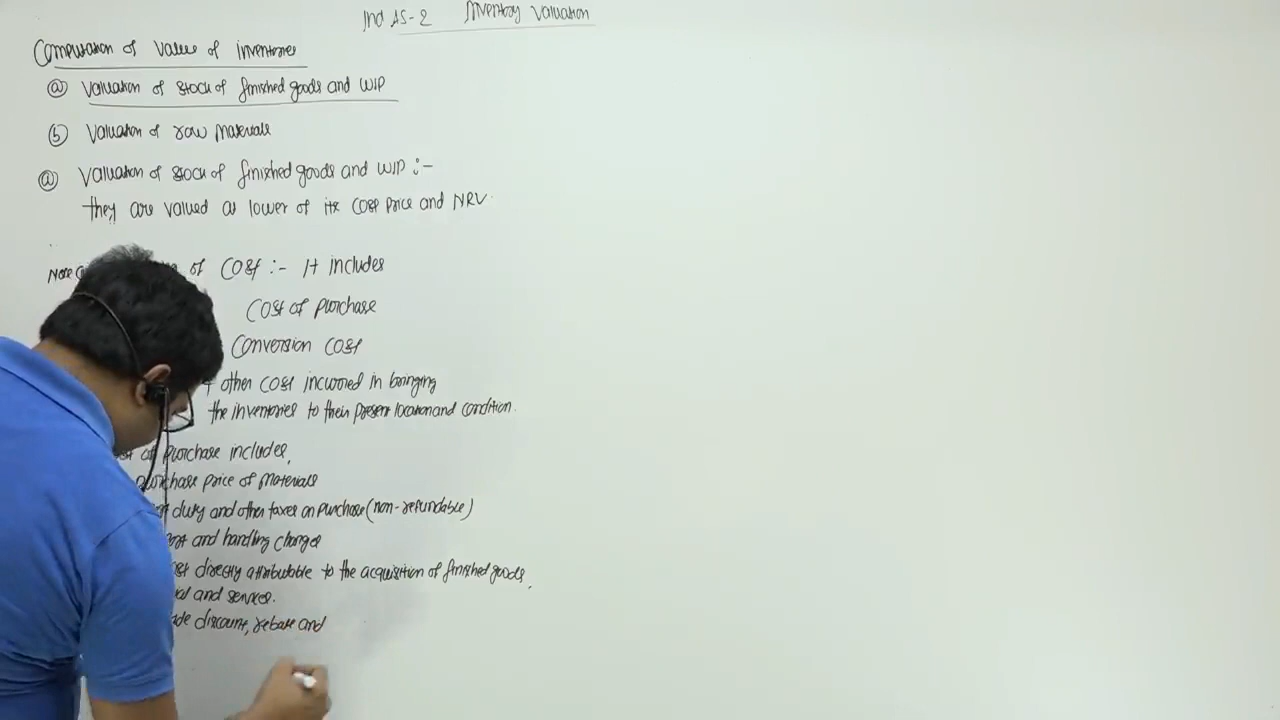 Ind AS-2 Inventory Valuation
Computation of Value of inventories
(a) Valuation of Stock of finished goods and WIP
(b) Valuation of row Materials
(a) Valuation of Stock of finished goods and WIP :-
they are valued at lower of its Cost Price and NRV.
Note of Cost :- It includes
Cost of purchase
Conversion Cost
+ other Cost incurred in bringing
the inventories to their present location and condition.
of purchase includes,
purchase price of Materials
duty and other taxes on purchase (non-refundable)
and handling charges
directly attributable to the acquisition of finished goods,
and services.
discount, rebate and